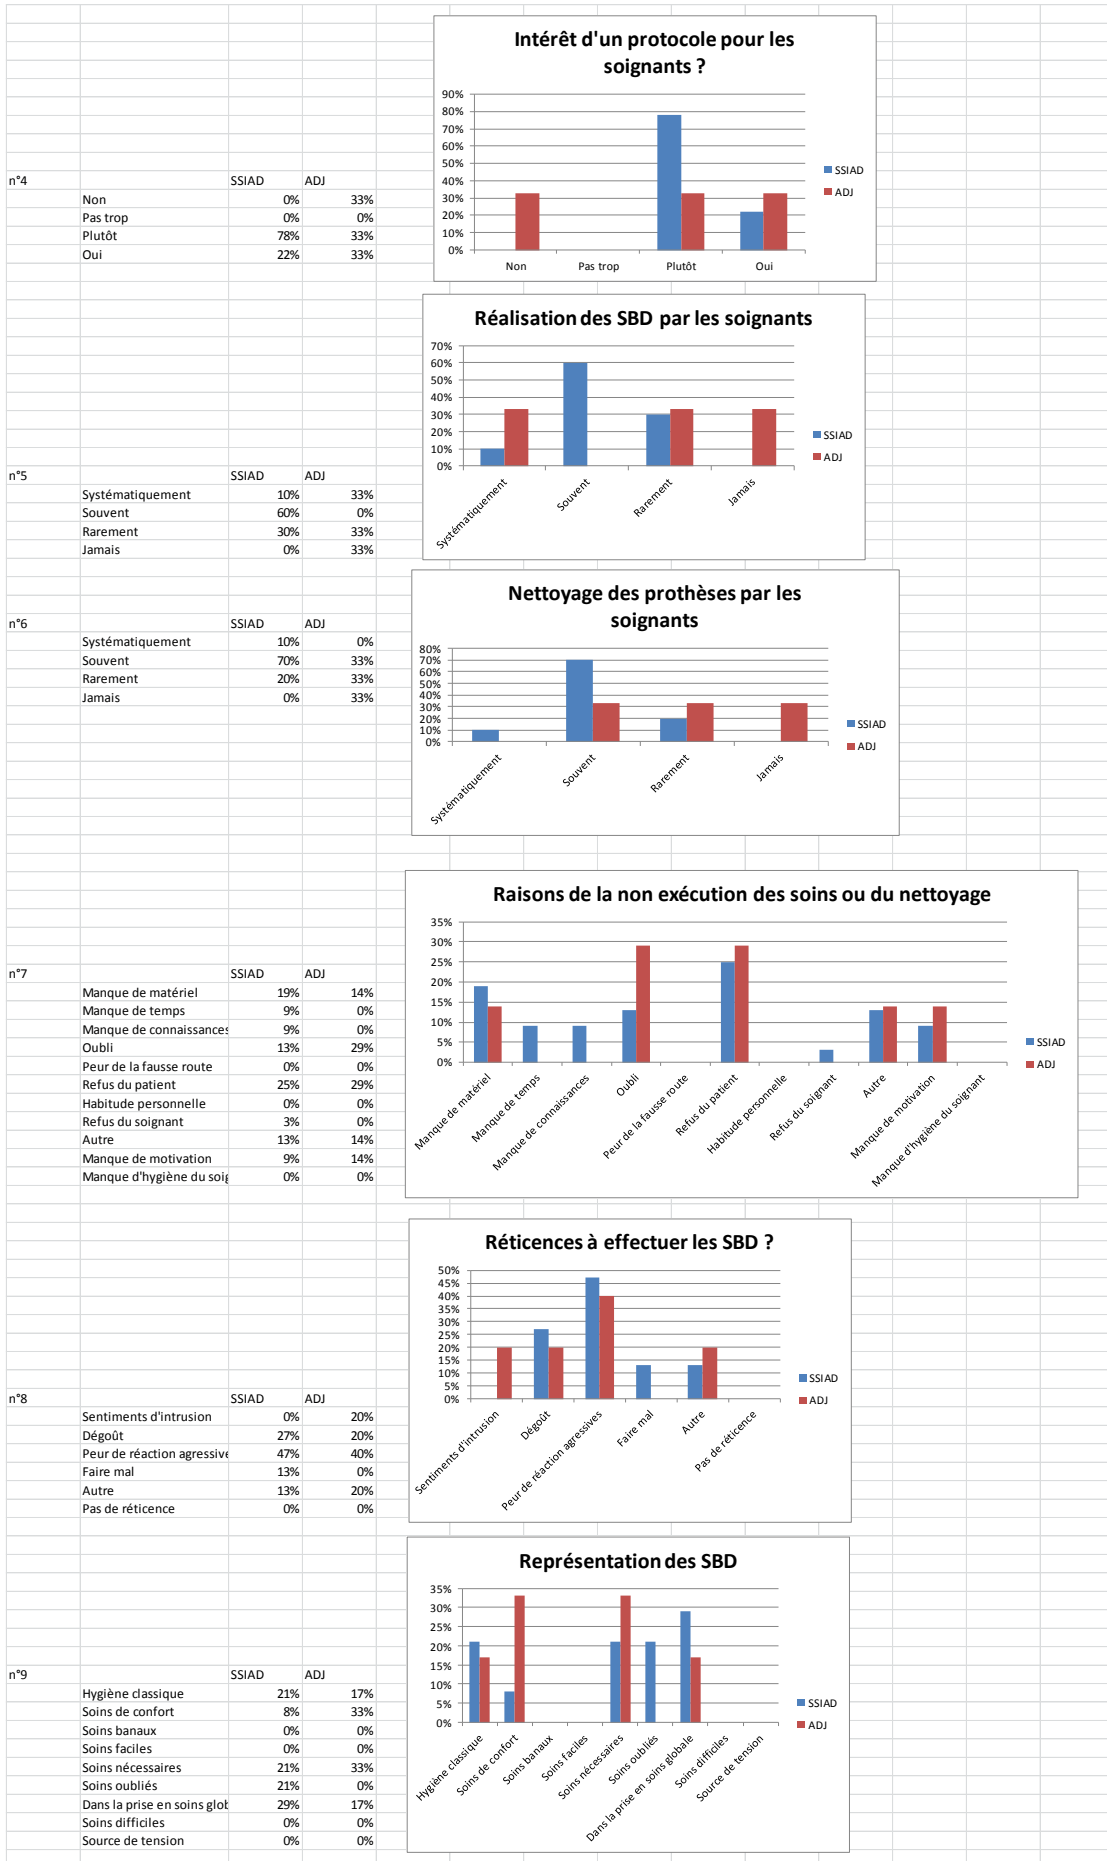 Intérêt d'un protocole pour les
soignants ?
90%
80%
70%
60%
50%
40%
30%
20%
10%
0%
Non Pas trop Plutôt Oui
SSIAD
ADJ
n°4 SSIAD ADJ
Non 0% 33%
Pas trop 0% 0%
Plutôt 78% 33%
Oui 22% 33%
Réalisation des SBD par les soignants
70%
60%
50%
40%
30%
20%
10%
0%
Systématiquement Souvent Rarement Jamais
SSIAD
ADJ
n°5 SSIAD ADJ
Systématiquement 10% 33%
Souvent 60% 0%
Rarement 30% 33%
Jamais 0% 33%
Nettoyage des prothèses par les
soignants
80%
70%
60%
50%
40%
30%
20%
10%
0%
Systématiquement Souvent Rarement Jamais
SSIAD
ADJ
n°6 SSIAD ADJ
Systématiquement 10% 0%
Souvent 70% 33%
Rarement 20% 33%
Jamais 0% 33%
Raisons de la non exécution des soins ou du nettoyage
35%
30%
25%
20%
15%
10%
5%
0%
Manque de matériel Manque de temps Manque de connaissances Oubli Peur de la fausse route Refus du patient Habitude personnelle Refus du soignant Autre Manque de motivation Manque d'hygiène du soignant
SSIAD
ADJ
n°7 SSIAD ADJ
Manque de matériel 19% 14%
Manque de temps 9% 0%
Manque de connaissances 9% 0%
Oubli 13% 29%
Peur de la fausse route 0% 0%
Refus du patient 25% 29%
Habitude personnelle 0% 0%
Refus du soignant 3% 0%
Autre 13% 14%
Manque de motivation 9% 14%
Manque d'hygiène du soig 0% 0%
Réticences à effectuer les SBD ?
50%
45%
40%
35%
30%
25%
20%
15%
10%
5%
0%
Sentiments d'intrusion Dégoût Peur de réaction agressives Faire mal Autre Pas de réticence
SSIAD
ADJ
n°8 SSIAD ADJ
Sentiments d'intrusion 0% 20%
Dégoût 27% 20%
Peur de réaction agressive 47% 40%
Faire mal 13% 0%
Autre 13% 20%
Pas de réticence 0% 0%
Représentation des SBD
35%
30%
25%
20%
15%
10%
5%
0%
Hygiène classique Soins de confort Soins banaux Soins faciles Soins nécessaires Soins oubliés Dans la prise en soins globale Soins difficiles Source de tension
SSIAD
ADJ
n°9 SSIAD ADJ
Hygiène classique 21% 17%
Soins de confort 8% 33%
Soins banaux 0% 0%
Soins faciles 0% 0%
Soins nécessaires 21% 33%
Soins oubliés 21% 0%
Dans la prise en soins glob 29% 17%
Soins difficiles 0% 0%
Source de tension 0% 0%